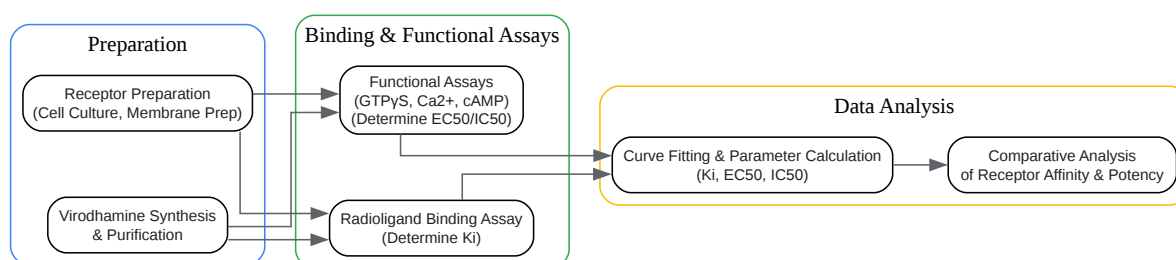 Preparation
Receptor Preparation
(Cell Culture, Membrane Prep)
Virodhamine Synthesis
& Purification
Binding & Functional Assays
Functional Assays
(GTPγS, Ca2+, cAMP)
(Determine EC50/IC50)
Radioligand Binding Assay
(Determine Ki)
Data Analysis
Curve Fitting & Parameter Calculation
(Ki, EC50, IC50)
Comparative Analysis
of Receptor Affinity & Potency